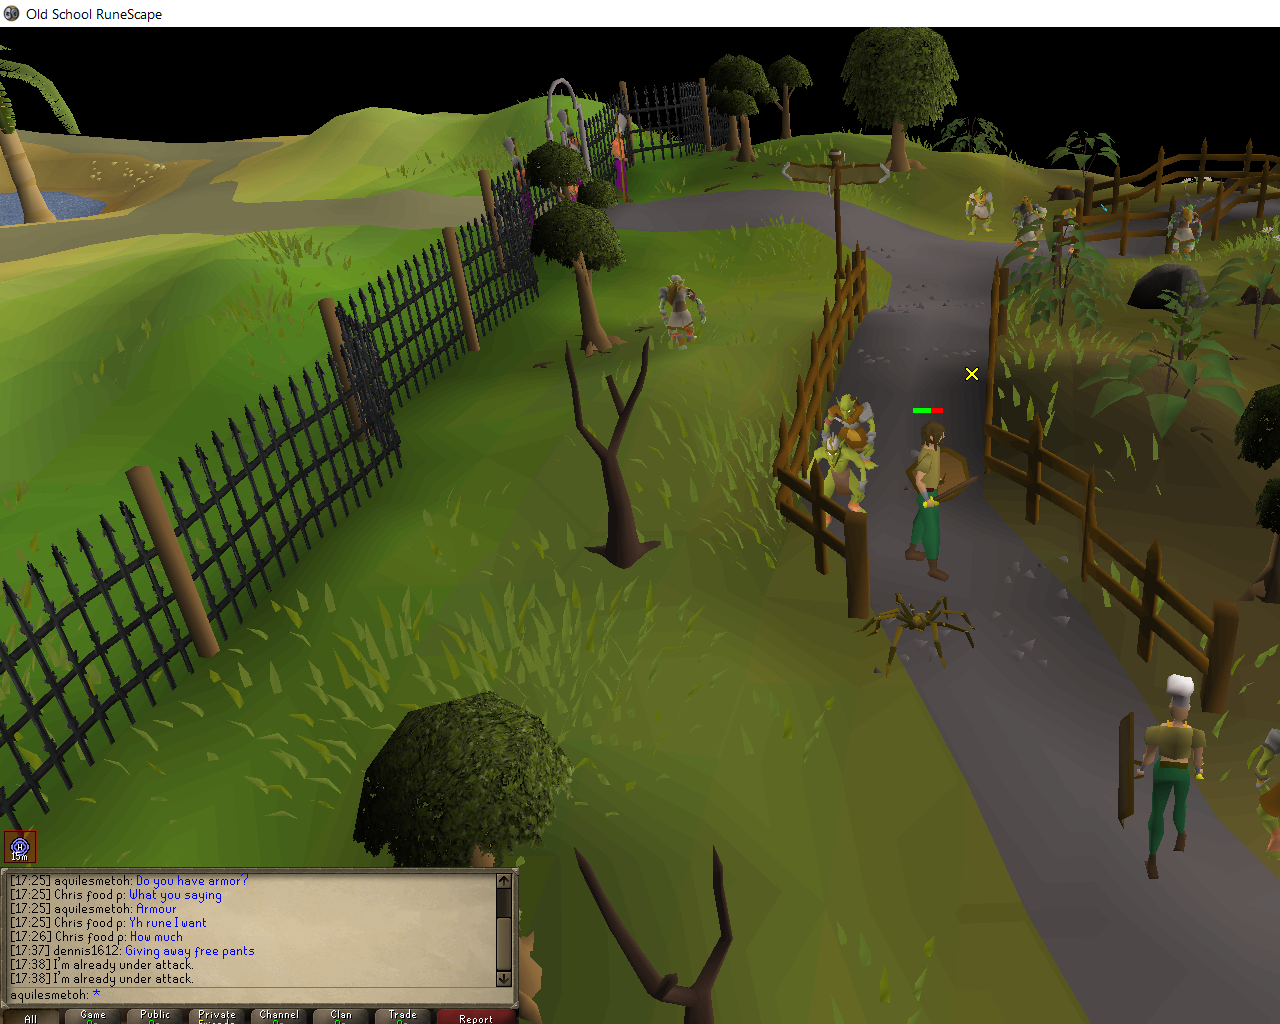 Old School RuneScape
15m
[17:25] aquilesmetoh: Do you have armor?
[17:25] Chris food p: What you saying
[17:25] aquilesmetoh: Armour
[17:25] Chris food p: Yh rune I want
[17:26] Chris food p: How much
[17:37] dennis1612: Giving away free pants
[17:38] I'm already under attack.
[17:38] I'm already under attack.
aquilesmetoh: *
All Game Public Private Channel Clan Trade Report